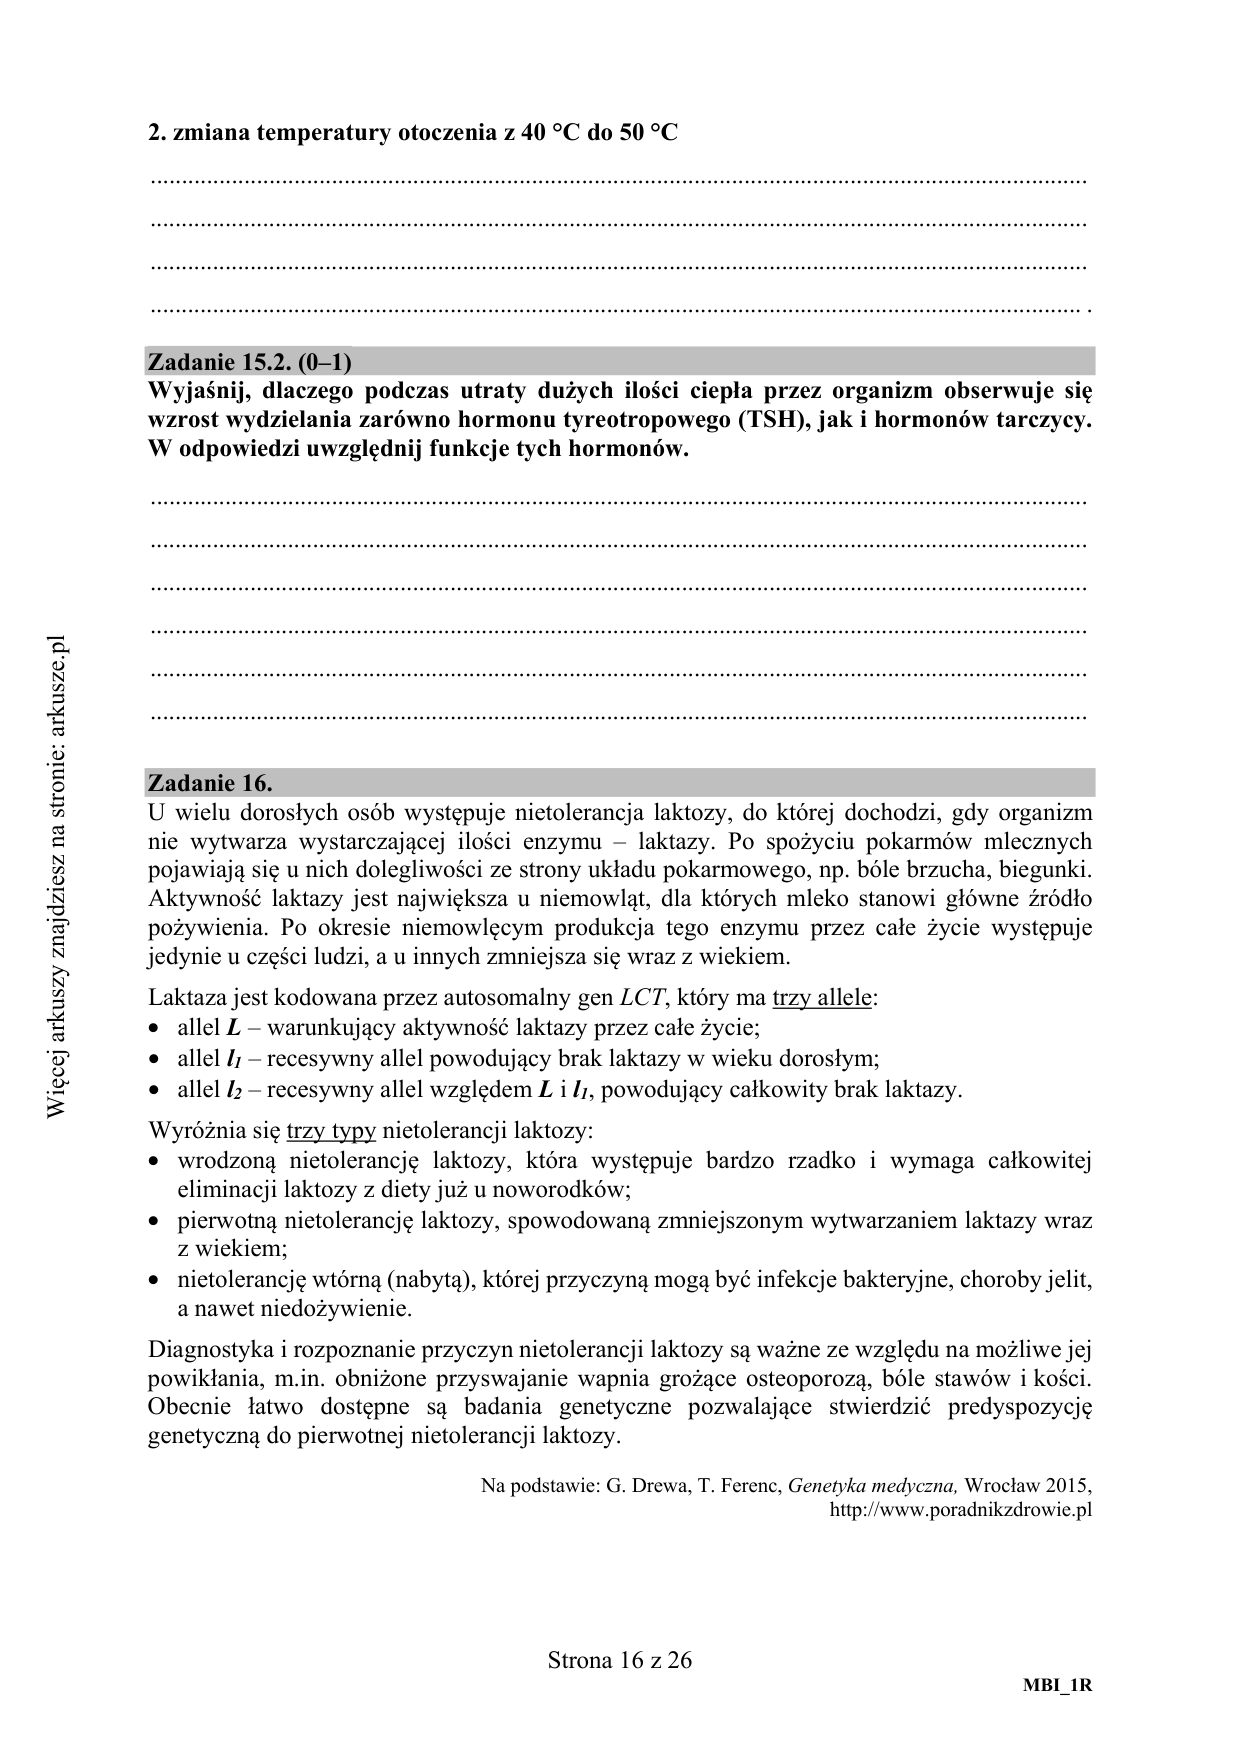 2. zmiana temperatury otoczenia z 40 °C do 50 °C
......................................................................................................................................................
......................................................................................................................................................
......................................................................................................................................................
..................................................................................................................................................... .
Zadanie 15.2. (0–1)
Wyjaśnij, dlaczego podczas utraty dużych ilości ciepła przez organizm obserwuje się
wzrost wydzielania zarówno hormonu tyreotropowego (TSH), jak i hormonów tarczycy.
W odpowiedzi uwzględnij funkcje tych hormonów.
......................................................................................................................................................
......................................................................................................................................................
......................................................................................................................................................
......................................................................................................................................................
......................................................................................................................................................
......................................................................................................................................................
Zadanie 16.
U wielu dorosłych osób występuje nietolerancja laktozy, do której dochodzi, gdy organizm
nie wytwarza wystarczającej ilości enzymu – laktazy. Po spożyciu pokarmów mlecznych
pojawiają się u nich dolegliwości ze strony układu pokarmowego, np. bóle brzucha, biegunki.
Aktywność laktazy jest największa u niemowląt, dla których mleko stanowi główne źródło
pożywienia. Po okresie niemowlęcym produkcja tego enzymu przez całe życie występuje
jedynie u części ludzi, a u innych zmniejsza się wraz z wiekiem.
Laktaza jest kodowana przez autosomalny gen LCT, który ma trzy allele:
• allel L – warunkujący aktywność laktazy przez całe życie;
• allel l1 – recesywny allel powodujący brak laktazy w wieku dorosłym;
• allel l2 – recesywny allel względem L i l1, powodujący całkowity brak laktazy.
Wyróżnia się trzy typy nietolerancji laktozy:
• wrodzoną nietolerancję laktozy, która występuje bardzo rzadko i wymaga całkowitej
eliminacji laktozy z diety już u noworodków;
• pierwotną nietolerancję laktozy, spowodowaną zmniejszonym wytwarzaniem laktazy wraz
z wiekiem;
• nietolerancję wtórną (nabytą), której przyczyną mogą być infekcje bakteryjne, choroby jelit,
a nawet niedożywienie.
Diagnostyka i rozpoznanie przyczyn nietolerancji laktozy są ważne ze względu na możliwe jej
powikłania, m.in. obniżone przyswajanie wapnia grożące osteoporozą, bóle stawów i kości.
Obecnie łatwo dostępne są badania genetyczne pozwalające stwierdzić predyspozycję
genetyczną do pierwotnej nietolerancji laktozy.
Na podstawie: G. Drewa, T. Ferenc, Genetyka medyczna, Wrocław 2015,
http://www.poradnikzdrowie.pl
Strona 16 z 26
MBI_1R
Więcej arkuszy znajdziesz na stronie: arkusze.pl